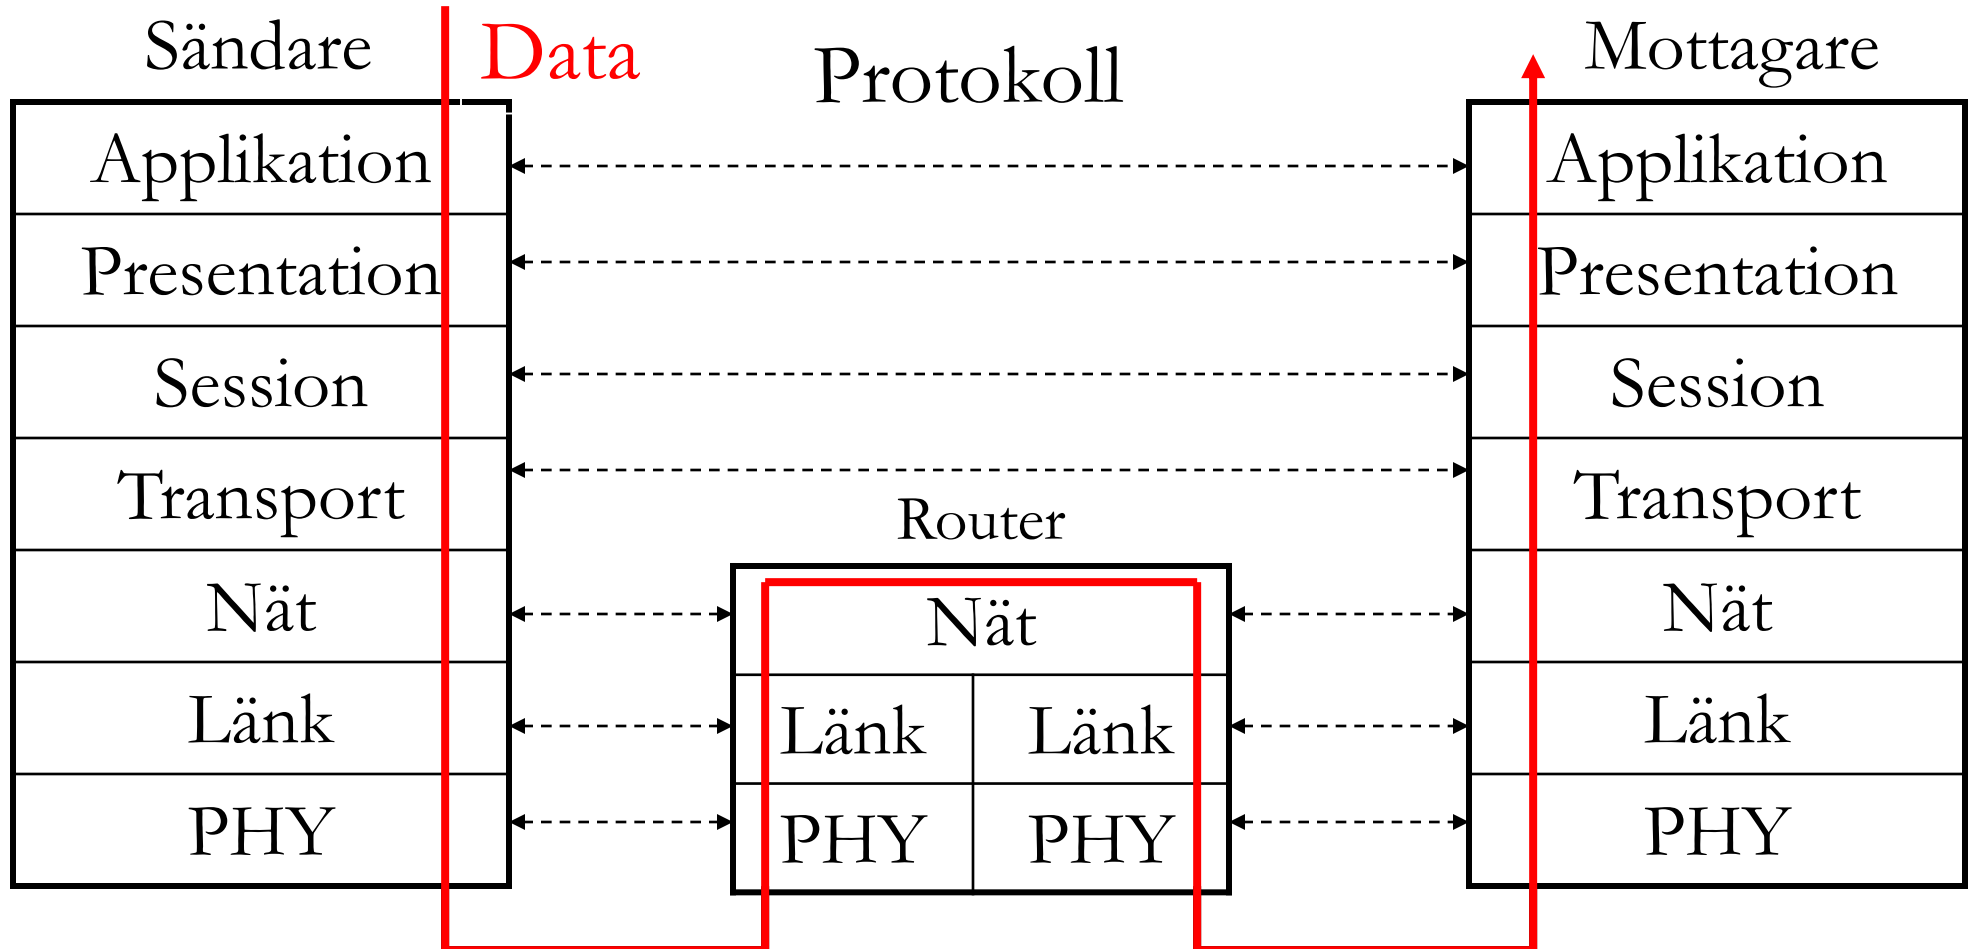 Sändare
Data
Protokoll
Mottagare
Applikation
Presentation
Session
Transport
Nät
Länk
PHY
Router
Nät
Länk
Länk
PHY
PHY
Applikation
Presentation
Session
Transport
Nät
Länk
PHY